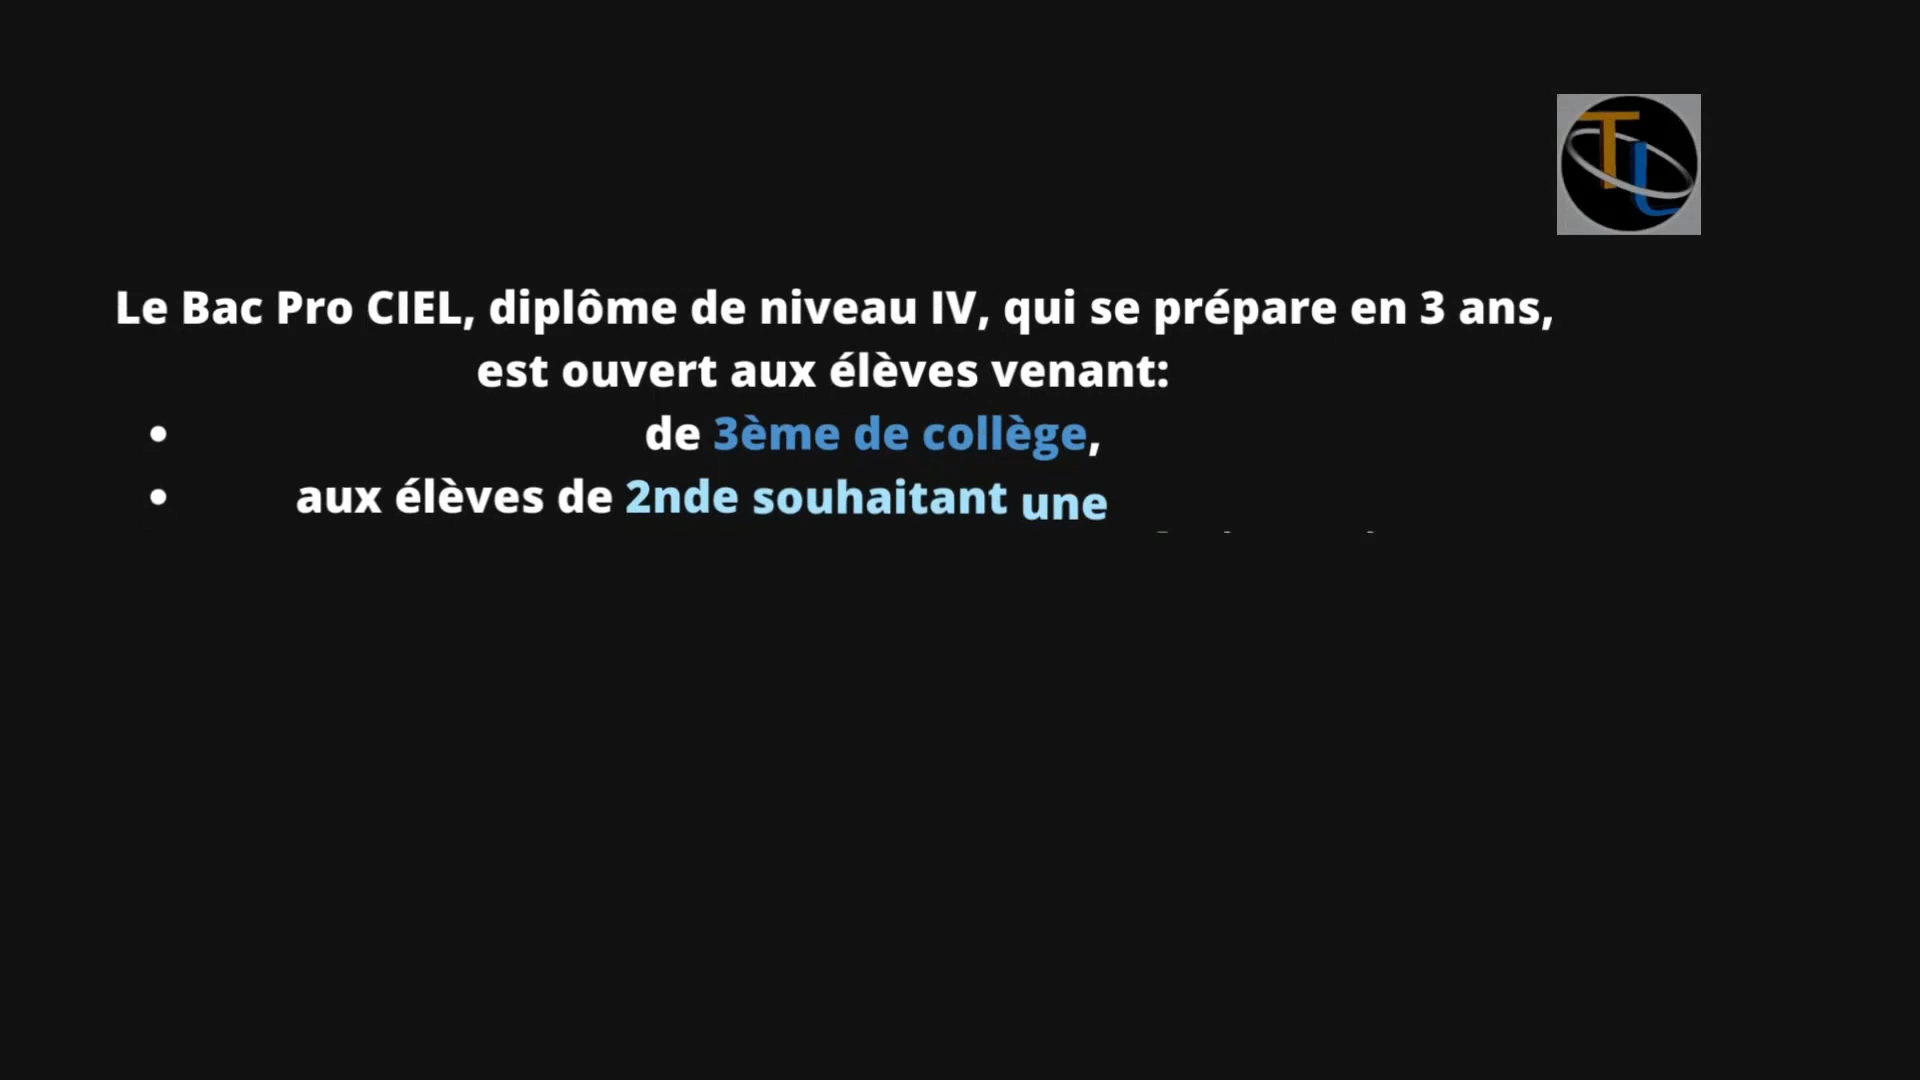 TL
Le Bac Pro CIEL, diplôme de niveau IV, qui se prépare en 3 ans,
est ouvert aux élèves venant:
• de 3ème de collège,
• aux élèves de 2nde souhaitant une